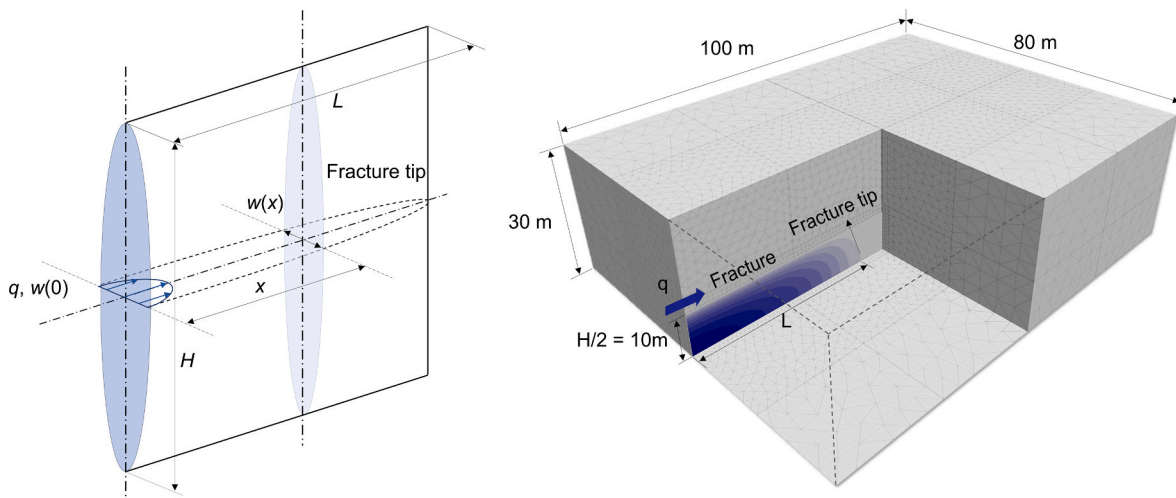 L
Fracture tip
w(x)
q, w(0)
x
H
100 m
80 m
30 m
Fracture tip
Fracture
q
L
H/2 = 10m